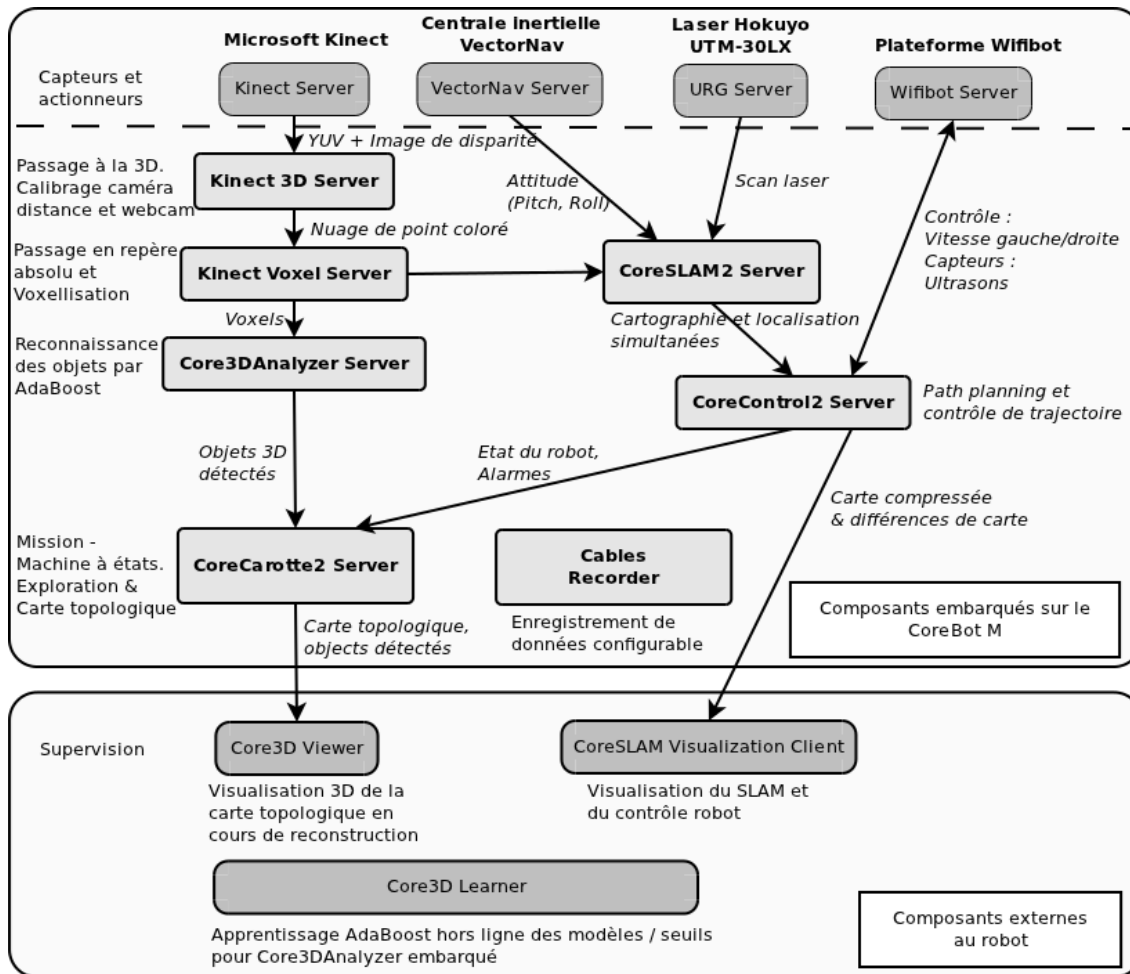 Microsoft Kinect
Centrale inertielle
VectorNav
Laser Hokuyo
UTM-30LX
Plateforme Wifibot
Capteurs et
actionneurs
Kinect Server
VectorNav Server
URG Server
Wifibot Server
YUV + Image de disparité
Passage à la 3D.
Calibrage caméra
distance et webcam
Kinect 3D Server
Attitude
(Pitch, Roll)
Scan laser
Nuage de point coloré
Contrôle :
Vitesse gauche/droite
Capteurs :
Ultrasons
Passage en repère
absolu et
Voxellisation
Kinect Voxel Server
CoreSLAM2 Server
Voxels
Cartographie et localisation
simultanées
Reconnaissance
des objets par
AdaBoost
Core3DAnalyzer Server
CoreControl2 Server
Path planning et
contrôle de trajectoire
Objets 3D
détectés
Etat du robot,
Alarmes
Carte compressée
& différences de carte
Mission -
Machine à états.
Exploration &
Carte topologique
CoreCarotte2 Server
Cables
Recorder
Enregistrement de
données configurable
Carte topologique,
objects détectés
Composants embarqués sur le
CoreBot M
Supervision
Core3D Viewer
CoreSLAM Visualization Client
Visualisation 3D de la
carte topologique en
cours de reconstruction
Visualisation du SLAM et
du contrôle robot
Core3D Learner
Apprentissage AdaBoost hors ligne des modèles / seuils
pour Core3DAnalyzer embarqué
Composants externes
au robot